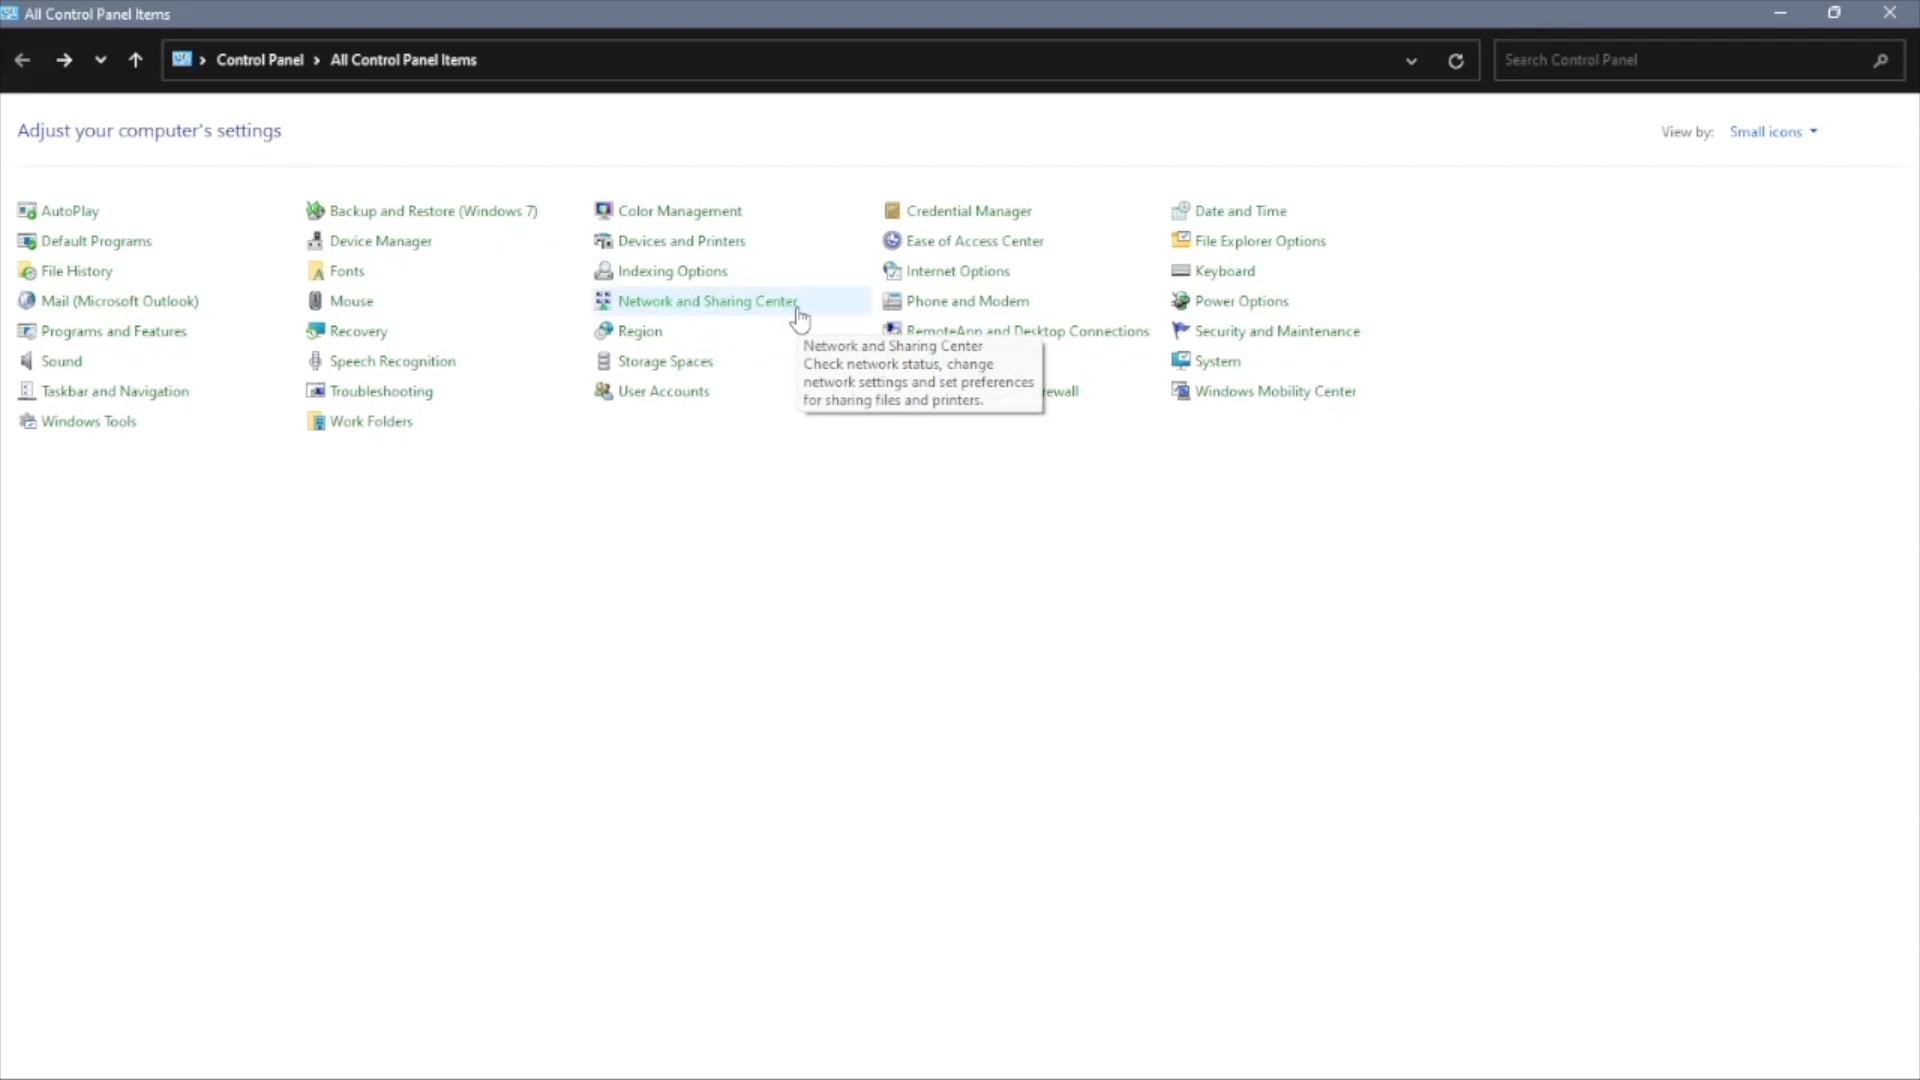 All Control Panel Items
Control Panel > All Control Panel Items
Search Control Panel
Adjust your computer's settings
View by: Small icons
AutoPlay
Backup and Restore (Windows 7)
Color Management
Credential Manager
Date and Time
Default Programs
Device Manager
Devices and Printers
Ease of Access Center
File Explorer Options
File History
Fonts
Indexing Options
Internet Options
Keyboard
Mail (Microsoft Outlook)
Mouse
Network and Sharing Center
Phone and Modem
Power Options
Programs and Features
Recovery
Region
RemoteApp and Desktop Connections
Security and Maintenance
Sound
Speech Recognition
Storage Spaces
System
Taskbar and Navigation
Troubleshooting
User Accounts
Windows Mobility Center
Windows Tools
Work Folders
Network and Sharing Center
Check network status, change
network settings and set preferences
for sharing files and printers.